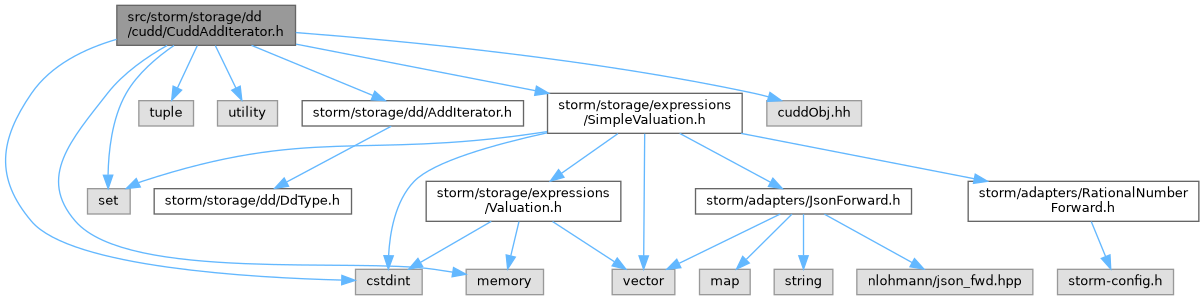 src/storm/storage/dd
/cudd/CuddAddIterator.h
tuple
utility
storm/storage/dd/AddIterator.h
storm/storage/expressions
/SimpleValuation.h
cuddObj.hh
set
storm/storage/dd/DdType.h
storm/storage/expressions
/Valuation.h
storm/adapters/JsonForward.h
storm/adapters/RationalNumber
Forward.h
cstdint
memory
vector
map
string
nlohmann/json_fwd.hpp
storm-config.h